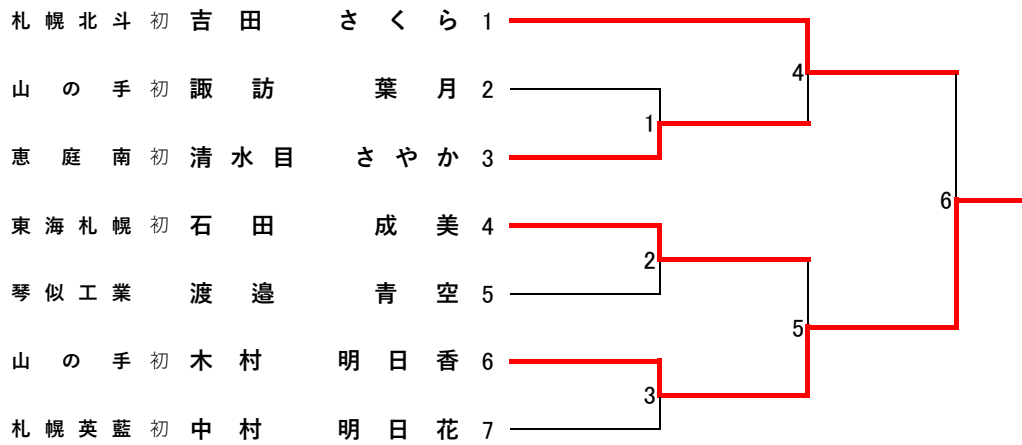 札幌北斗 初 吉田 さくら 1
4
山の手 初 諏訪 葉月 2
1
恵庭南 初 清水目 さやか 3
6
東海札幌 初 石田 成美 4
2
琴似工業 渡邉 青空 5
5
山の手 初 木村 明日香 6
3
札幌英藍 初 中村 明日花 7